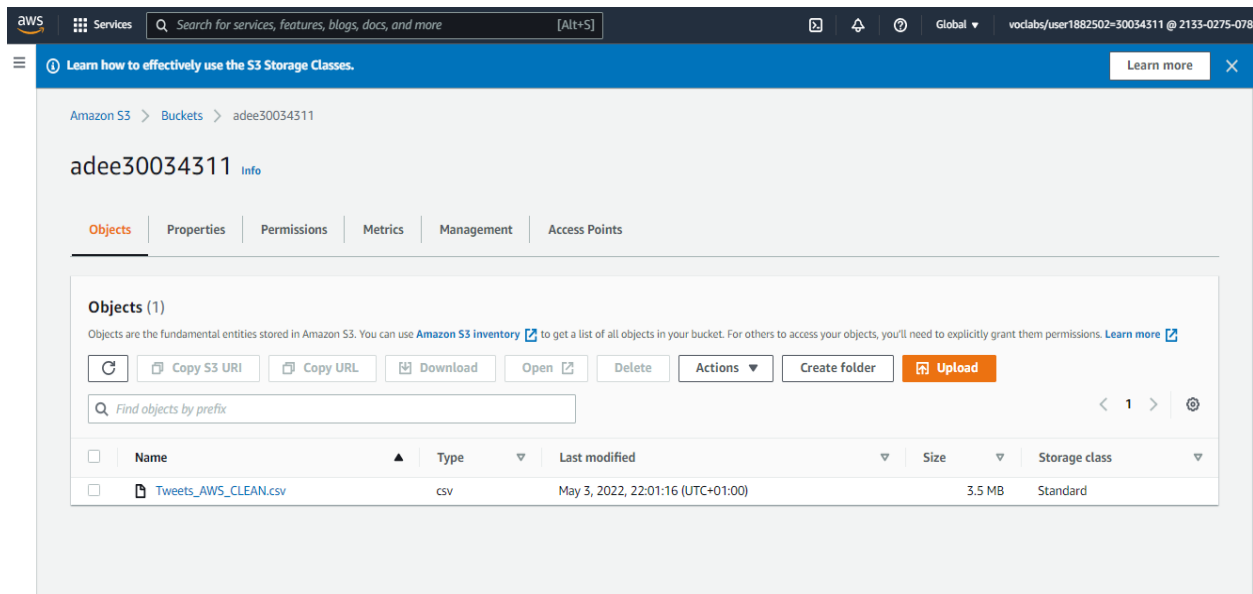 aws Services Search for services, features, blogs, docs, and more [Alt+S] Global voclabs/user1882502=30034311 @ 2133-0275-078
Learn how to effectively use the S3 Storage Classes. Learn more
Amazon S3 > Buckets > adee30034311
adee30034311 Info
Objects Properties Permissions Metrics Management Access Points
Objects (1)
Objects are the fundamental entities stored in Amazon S3. You can use Amazon S3 inventory to get a list of all objects in your bucket. For others to access your objects, you'll need to explicitly grant them permissions. Learn more
Copy S3 URI Copy URL Download Open Delete Actions Create folder Upload
Find objects by prefix 1
Name Type Last modified Size Storage class
Tweets_AWS_CLEAN.csv csv May 3, 2022, 22:01:16 (UTC+01:00) 3.5 MB Standard